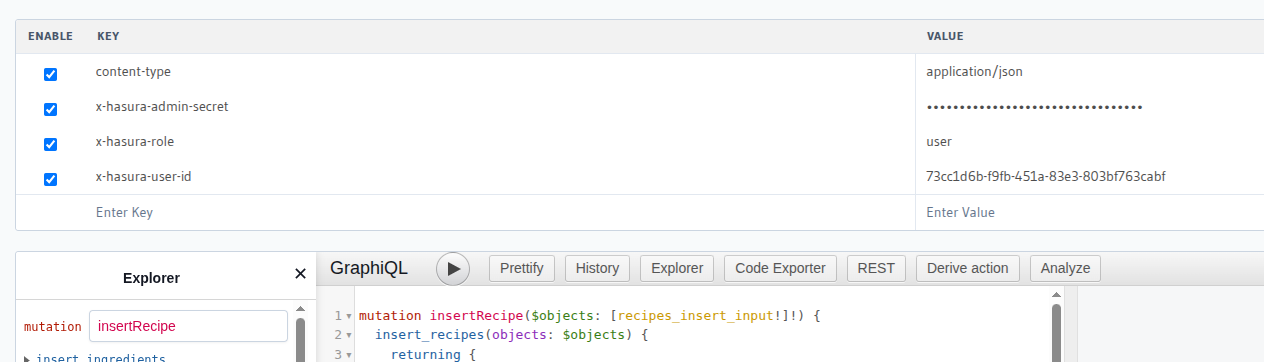 ENABLE KEY VALUE
content-type application/json
x-hasura-admin-secret •••••••••••••••••••••••••••••••••
x-hasura-role user
x-hasura-user-id 73cc1d6b-f9fb-451a-83e3-803bf763cabf
Enter Key Enter Value
Explorer ✕
GraphiQL Prettify History Explorer Code Exporter REST Derive action Analyze
mutation insertRecipe
insert_ingredients
1 mutation insertRecipe($objects: [recipes_insert_input!]!) {
2 insert_recipes(objects: $objects) {
3 returning {